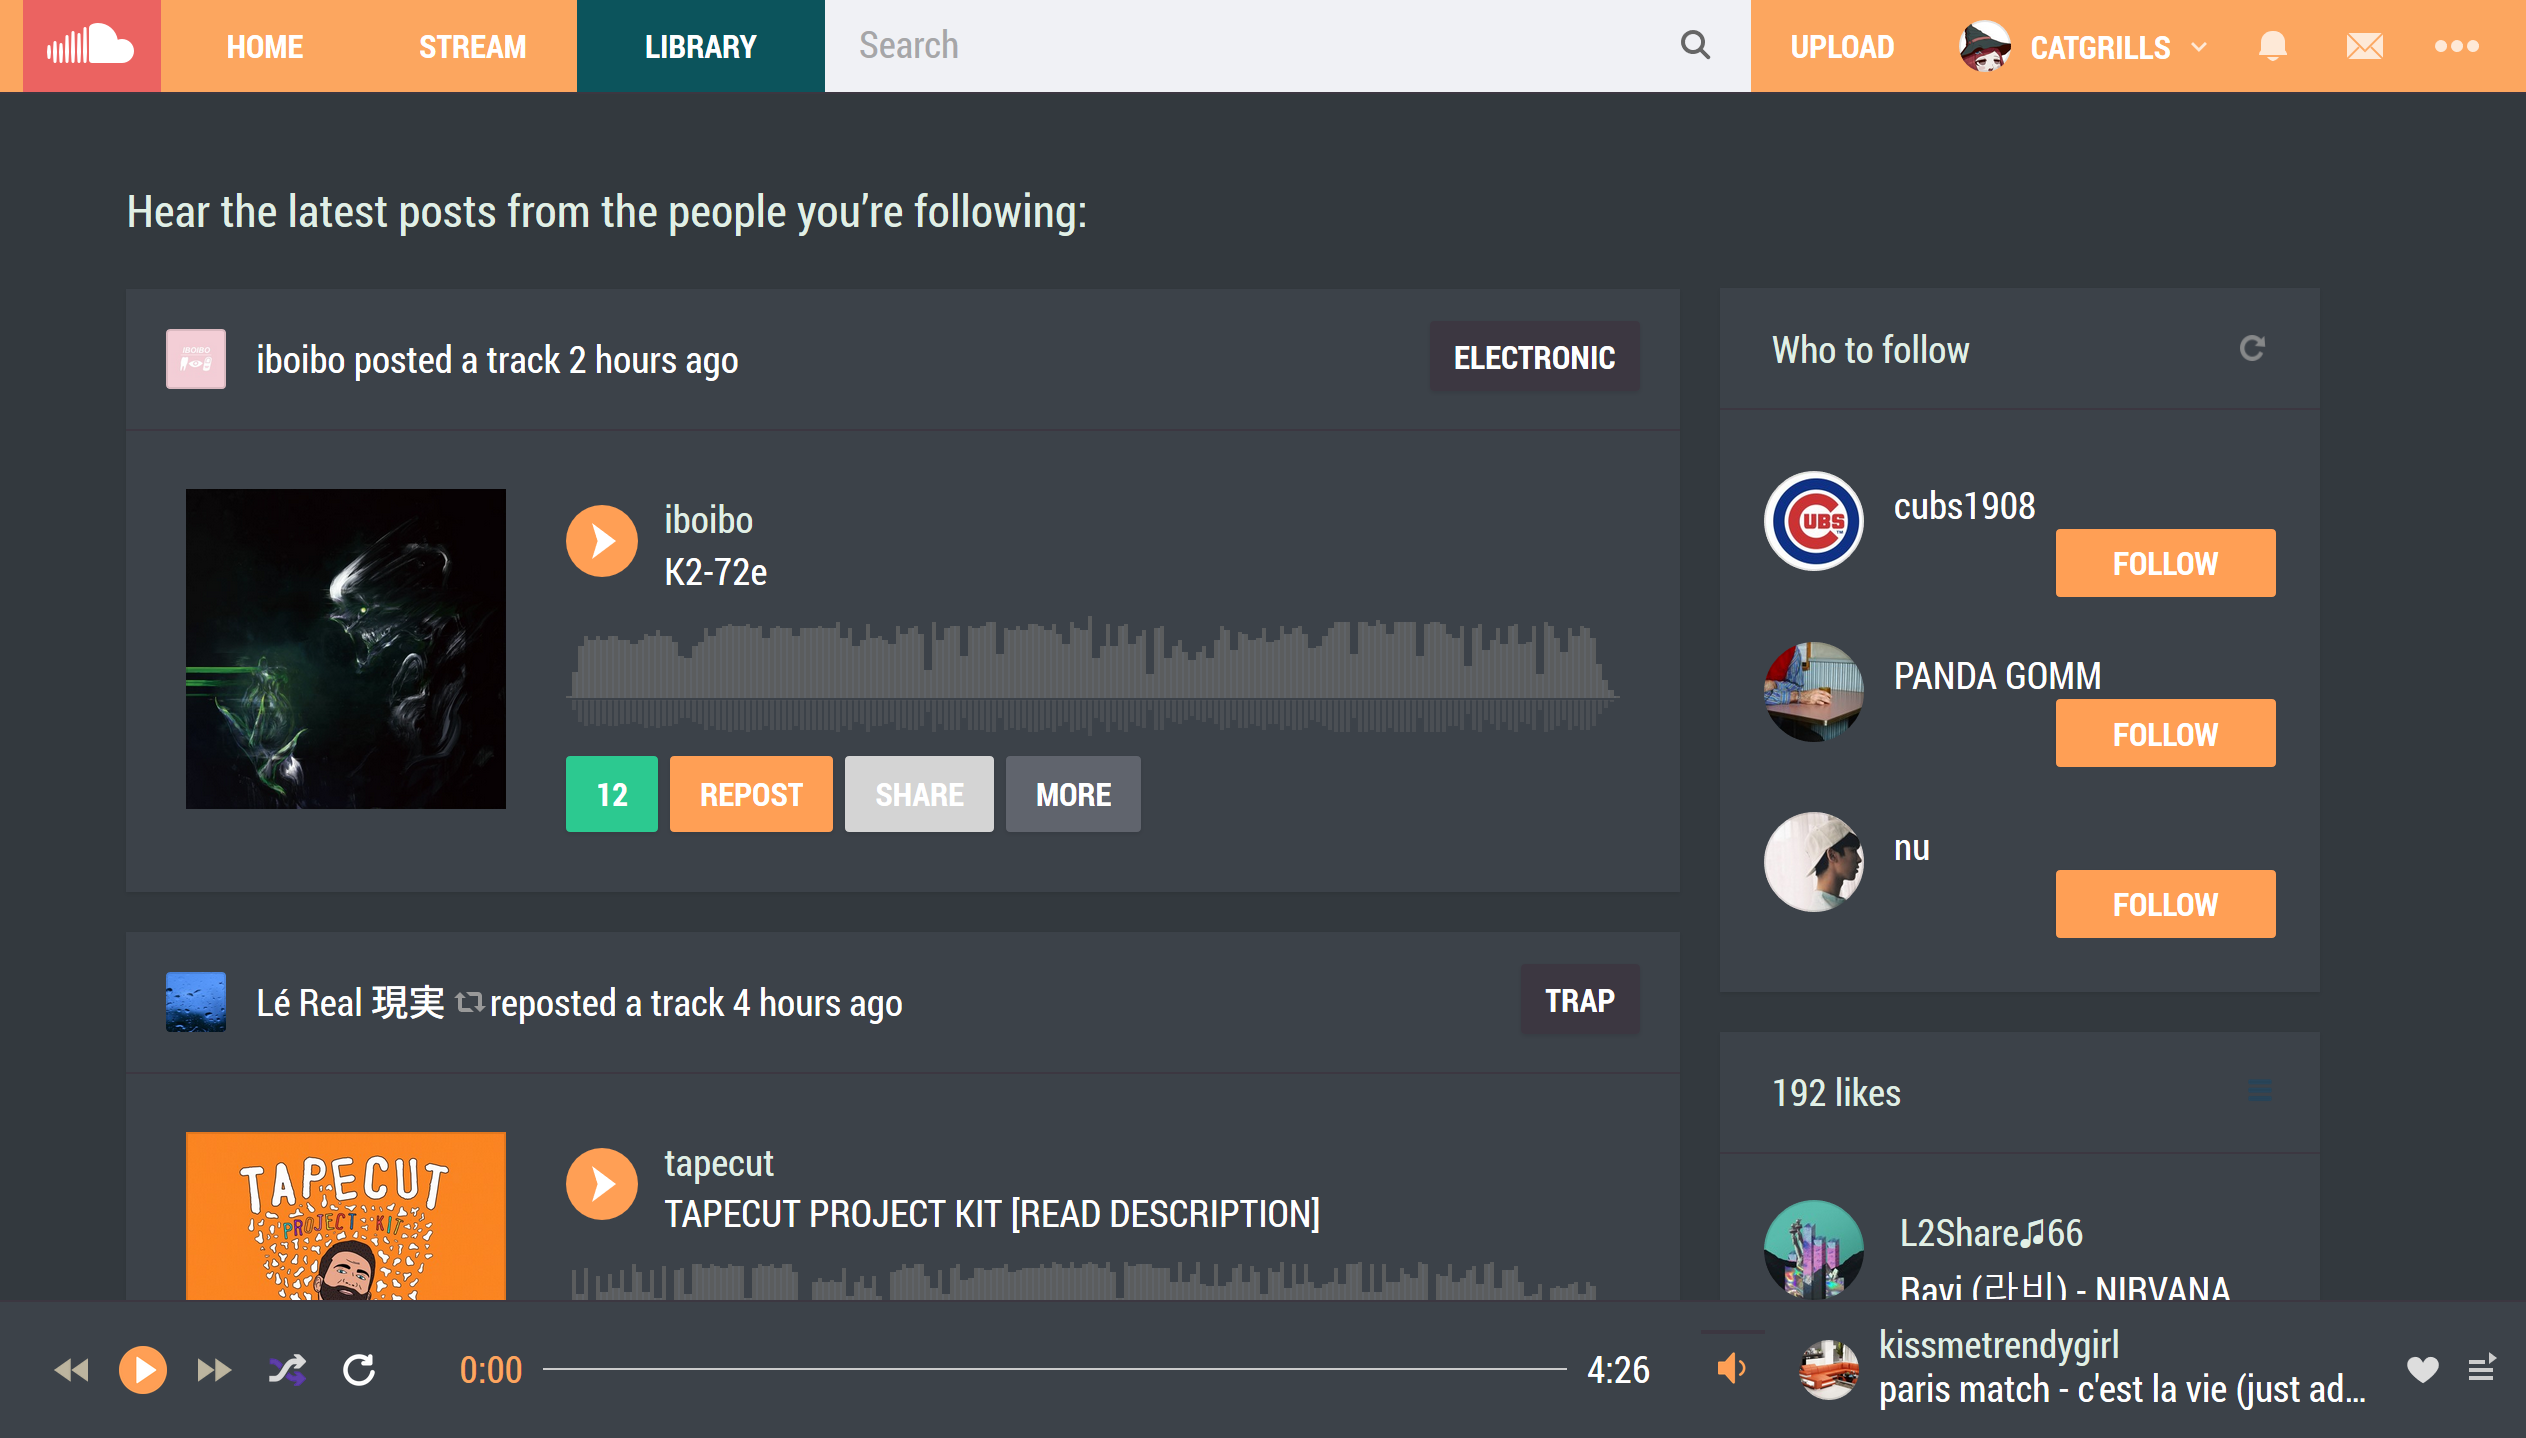 HOME
STREAM
LIBRARY
Search
UPLOAD
CATGRILLS
Hear the latest posts from the people you’re following:
iboibo posted a track 2 hours ago
ELECTRONIC
IBOIBO
iboibo
K2-72e
12
REPOST
SHARE
MORE
Lé Real 現実 reposted a track 4 hours ago
TRAP
TAPECUT
PROJECT KIT
tapecut
TAPECUT PROJECT KIT [READ DESCRIPTION]
Who to follow
UBS
cubs1908
FOLLOW
PANDA GOMM
FOLLOW
nu
FOLLOW
192 likes
L2Share♫66
Ravi (라비) - NIRVANA
0:00
4:26
kissmetrendygirl
paris match - c'est la vie (just ad...